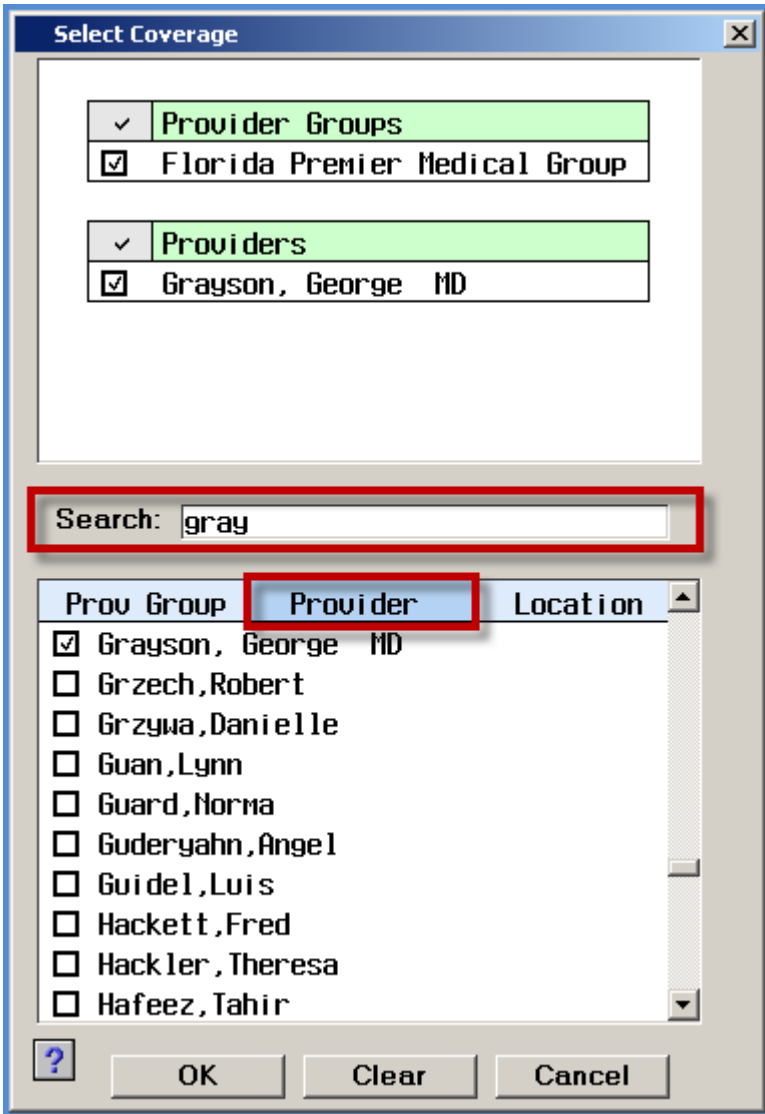 Select Coverage
Provider Groups
Florida Premier Medical Group
Providers
Grayson, George MD
Search: gray
Prov Group Provider Location
Grayson, George MD
Grzech,Robert
Grzywa,Danielle
Guan,Lynn
Guard,Norma
Guderyahn,Angel
Guidel,Luis
Hackett,Fred
Hackler,Theresa
Hafeez,Tahir
? OK Clear Cancel